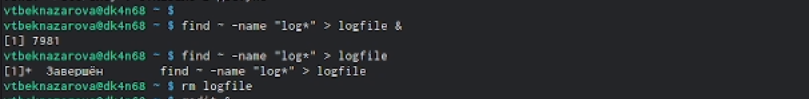 vtbeknazarova@dk4n68 ~ $
vtbeknazarova@dk4n68 ~ $ find ~ -name "log*" > logfile &
[1] 7981
vtbeknazarova@dk4n68 ~ $ find ~ -name "log*" > logfile
[1]+  Завершён        find ~ -name "log*" > logfile
vtbeknazarova@dk4n68 ~ $ rm logfile